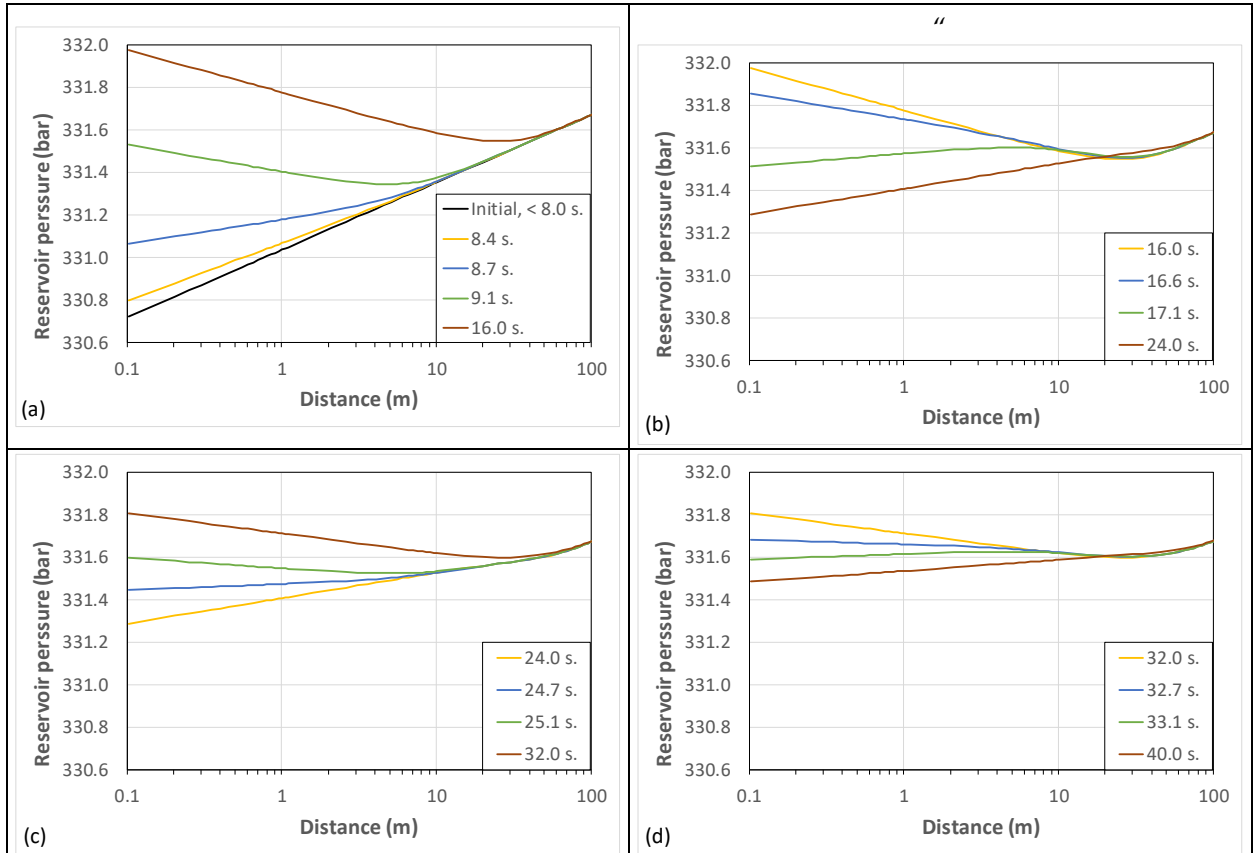 332.0
331.8
331.6
331.4
331.2
331.0
330.8
330.6
0.1 1 10 100
Reservoir perssure (bar)
Distance (m)
Initial, < 8.0 s.
8.4 s.
8.7 s.
9.1 s.
16.0 s.
(a)
“
332.0
331.8
331.6
331.4
331.2
331.0
330.8
330.6
0.1 1 10 100
Reservoir perssure (bar)
Distance (m)
16.0 s.
16.6 s.
17.1 s.
24.0 s.
(b)
332.0
331.8
331.6
331.4
331.2
331.0
330.8
330.6
0.1 1 10 100
Reservoir perssure (bar)
Distance (m)
24.0 s.
24.7 s.
25.1 s.
32.0 s.
(c)
332.0
331.8
331.6
331.4
331.2
331.0
330.8
330.6
0.1 1 10 100
Reservoir perssure (bar)
Distance (m)
32.0 s.
32.7 s.
33.1 s.
40.0 s.
(d)